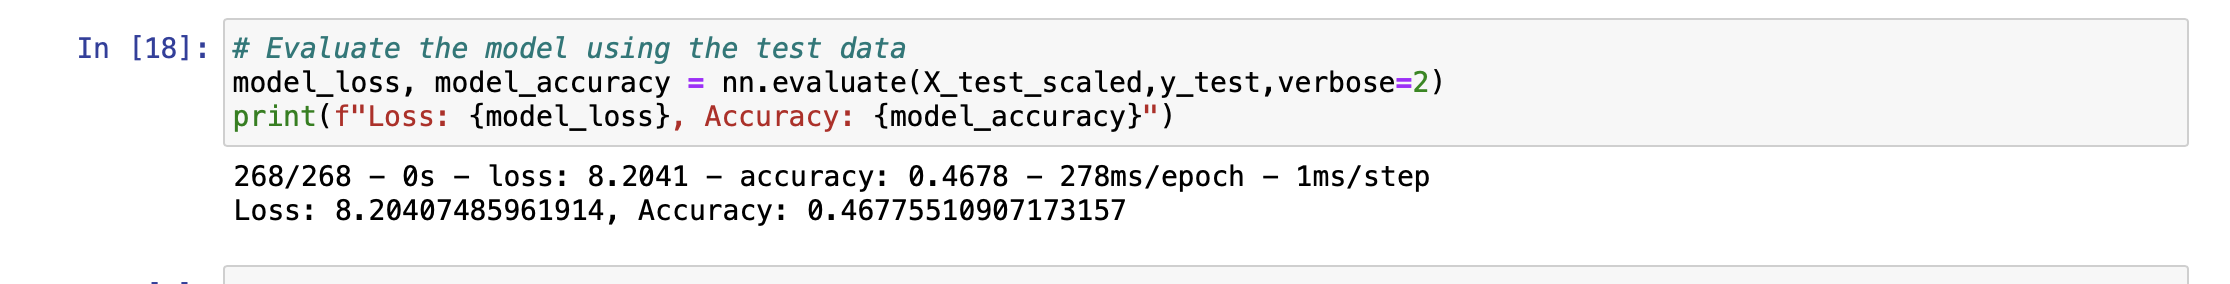 In [18]: # Evaluate the model using the test data
model_loss, model_accuracy = nn.evaluate(X_test_scaled,y_test,verbose=2)
print(f"Loss: {model_loss}, Accuracy: {model_accuracy}")
268/268 - 0s - loss: 8.2041 - accuracy: 0.4678 - 278ms/epoch - 1ms/step
Loss: 8.20407485961914, Accuracy: 0.46775510907173157